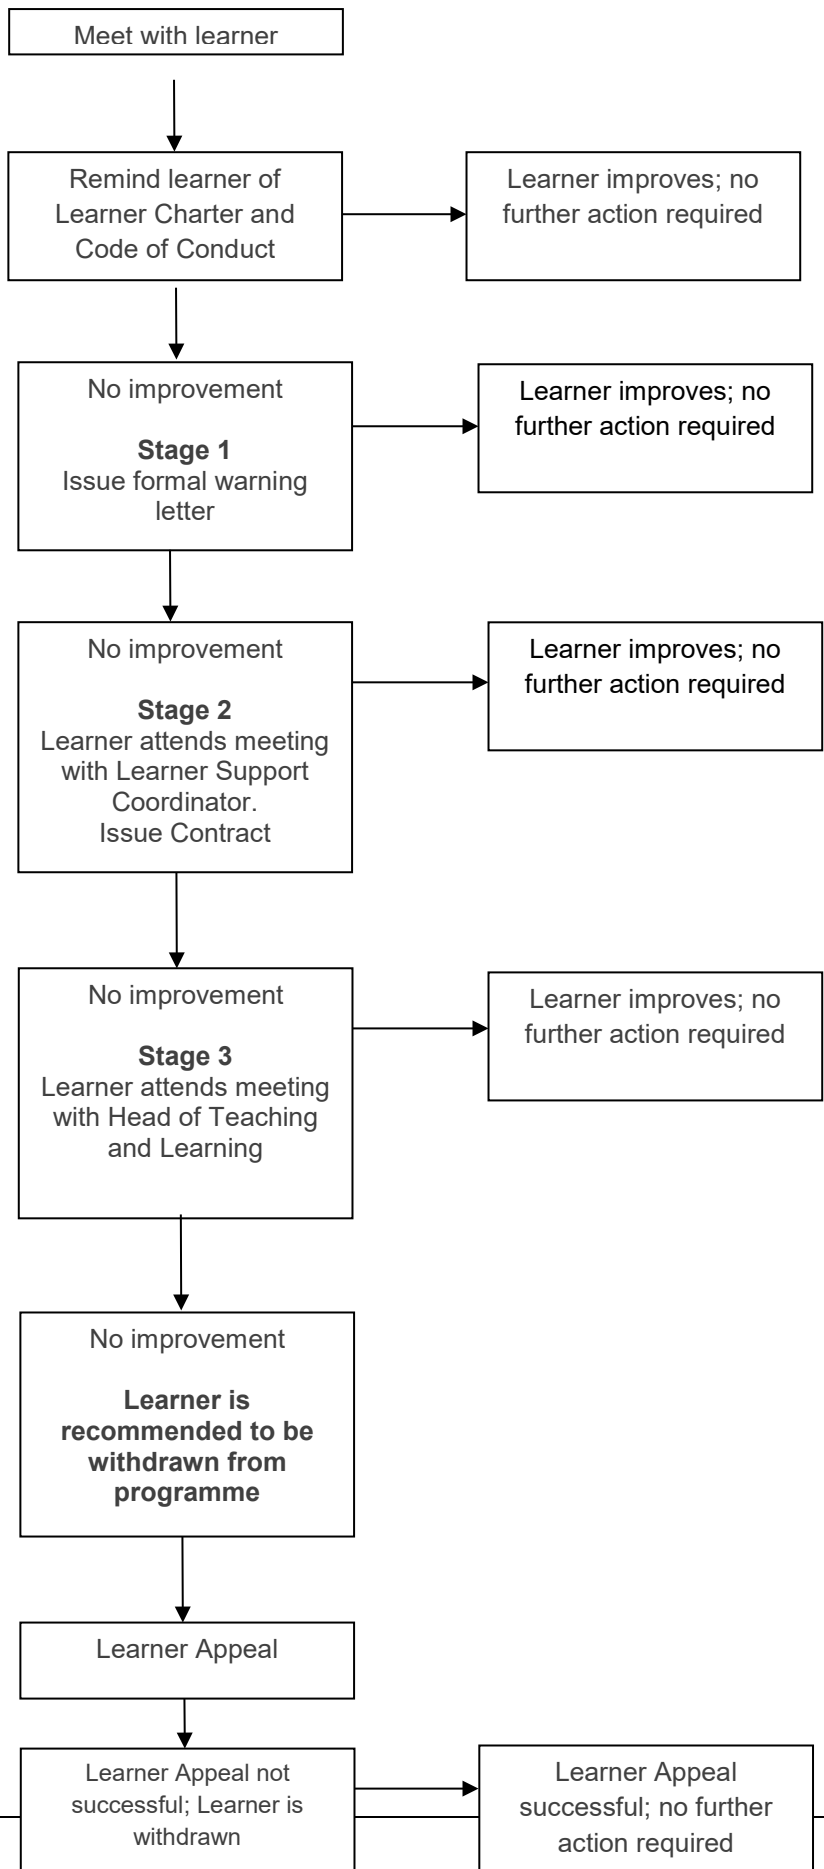 Meet with learner
Remind learner of
Learner Charter and
Code of Conduct
Learner improves; no
further action required
No improvement
Stage 1
Issue formal warning
letter
Learner improves; no
further action required
No improvement
Stage 2
Learner attends meeting
with Learner Support
Coordinator.
Issue Contract
Learner improves; no
further action required
No improvement
Stage 3
Learner attends meeting
with Head of Teaching
and Learning
Learner improves; no
further action required
No improvement
Learner is
recommended to be
withdrawn from
programme
Learner Appeal
Learner Appeal not
successful; Learner is
withdrawn
Learner Appeal
successful; no further
action required